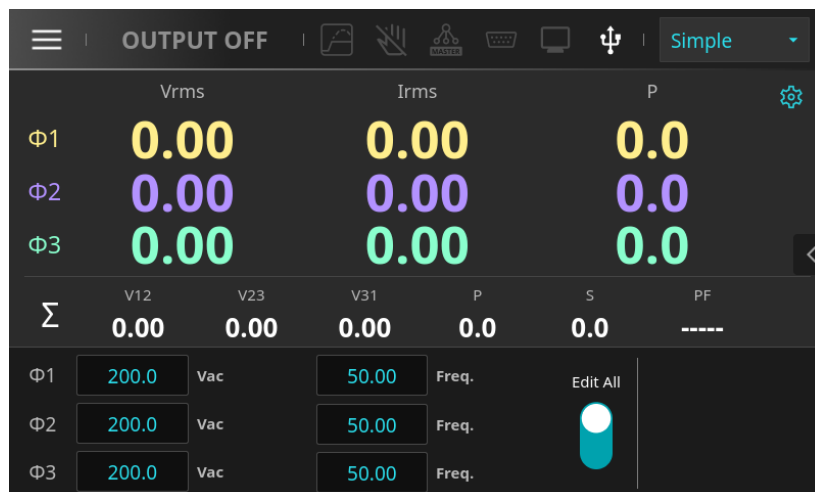 OUTPUT OFF MASTER Simple
Vrms Irms P
Φ1 0.00 0.00 0.0
Φ2 0.00 0.00 0.0
Φ3 0.00 0.00 0.0
V12 V23 V31 P S PF
Σ 0.00 0.00 0.00 0.0 0.0 -----
Φ1 200.0 Vac 50.00 Freq. Edit All
Φ2 200.0 Vac 50.00 Freq.
Φ3 200.0 Vac 50.00 Freq.